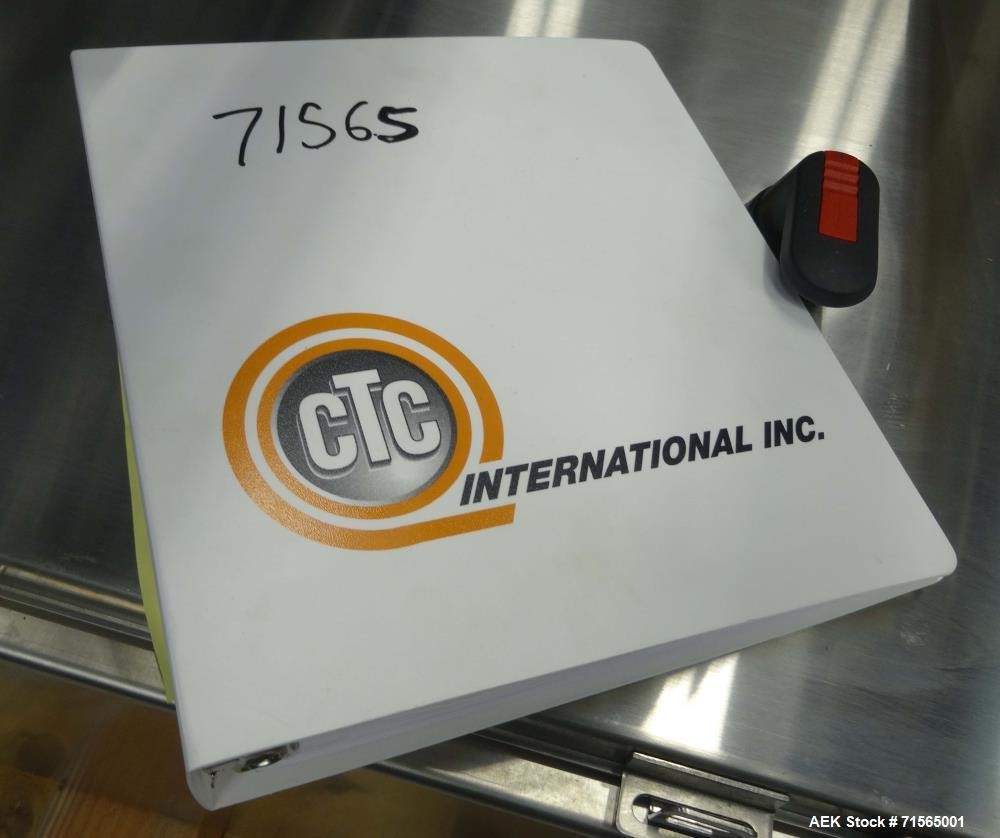 71565
CTC
INTERNATIONAL INC.
AEK Stock #71565001